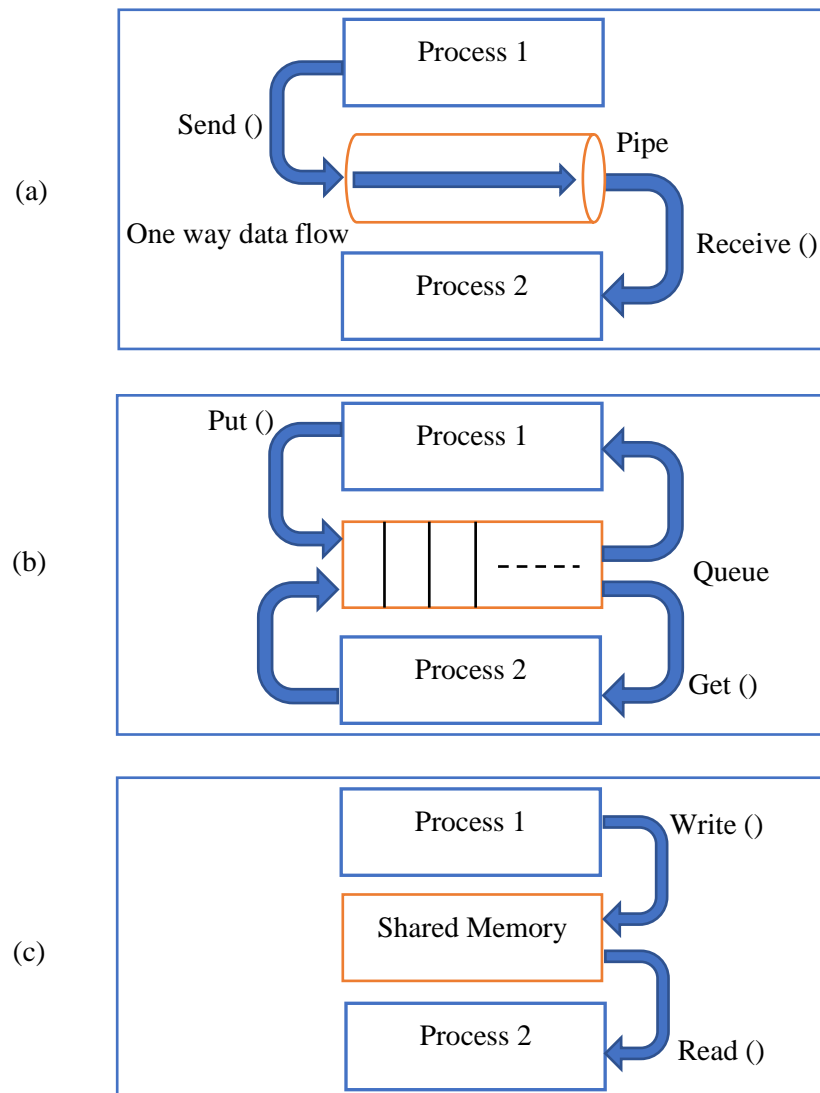 Process 1
Send ()
Pipe
(a)
One way data flow
Receive ()
Process 2
Put ()
Process 1
(b)
Queue
Process 2
Get ()
Process 1
Write ()
Shared Memory
(c)
Process 2
Read ()